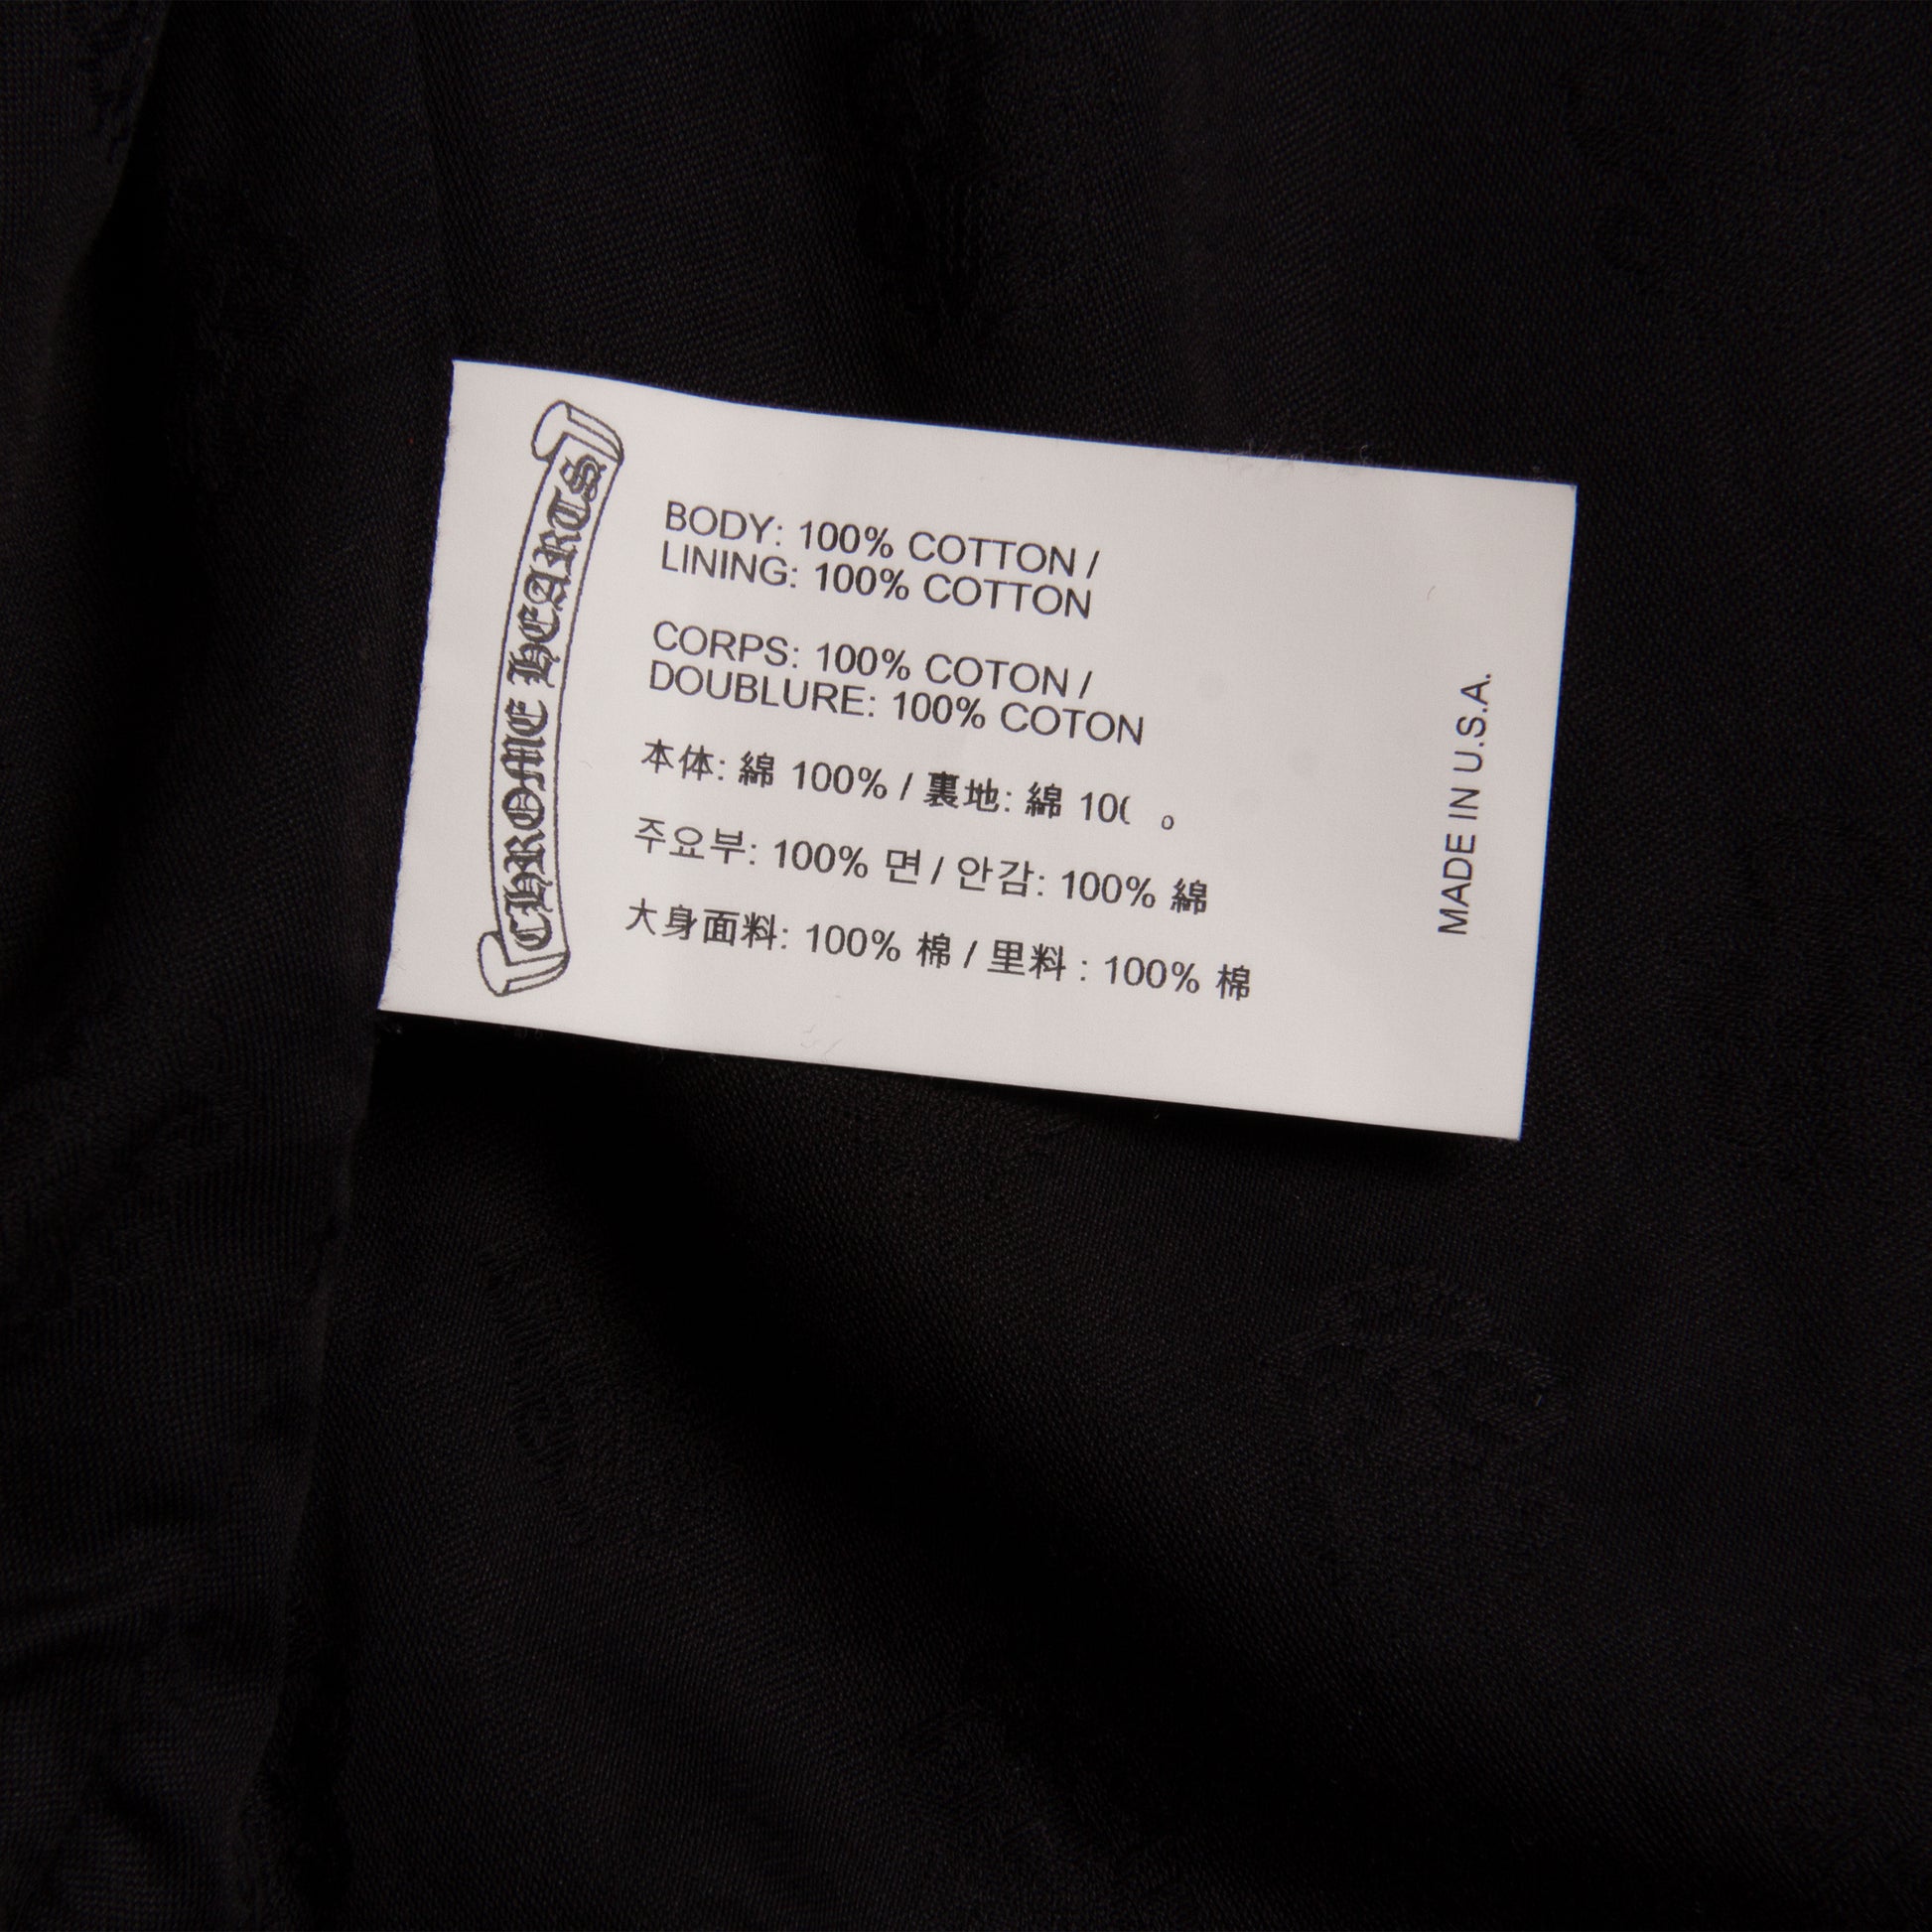 CHROME HEARTS
BODY: 100% COTTON /
LINING: 100% COTTON
CORPS: 100% COTON /
DOUBLURE: 100% COTON
本体: 綿 100% / 裏地: 綿
주요부: 100% 면 / 안감: 100% 綿
大身面料: 100% 棉 / 里料 : 100% 棉
MADE IN U.S.A.